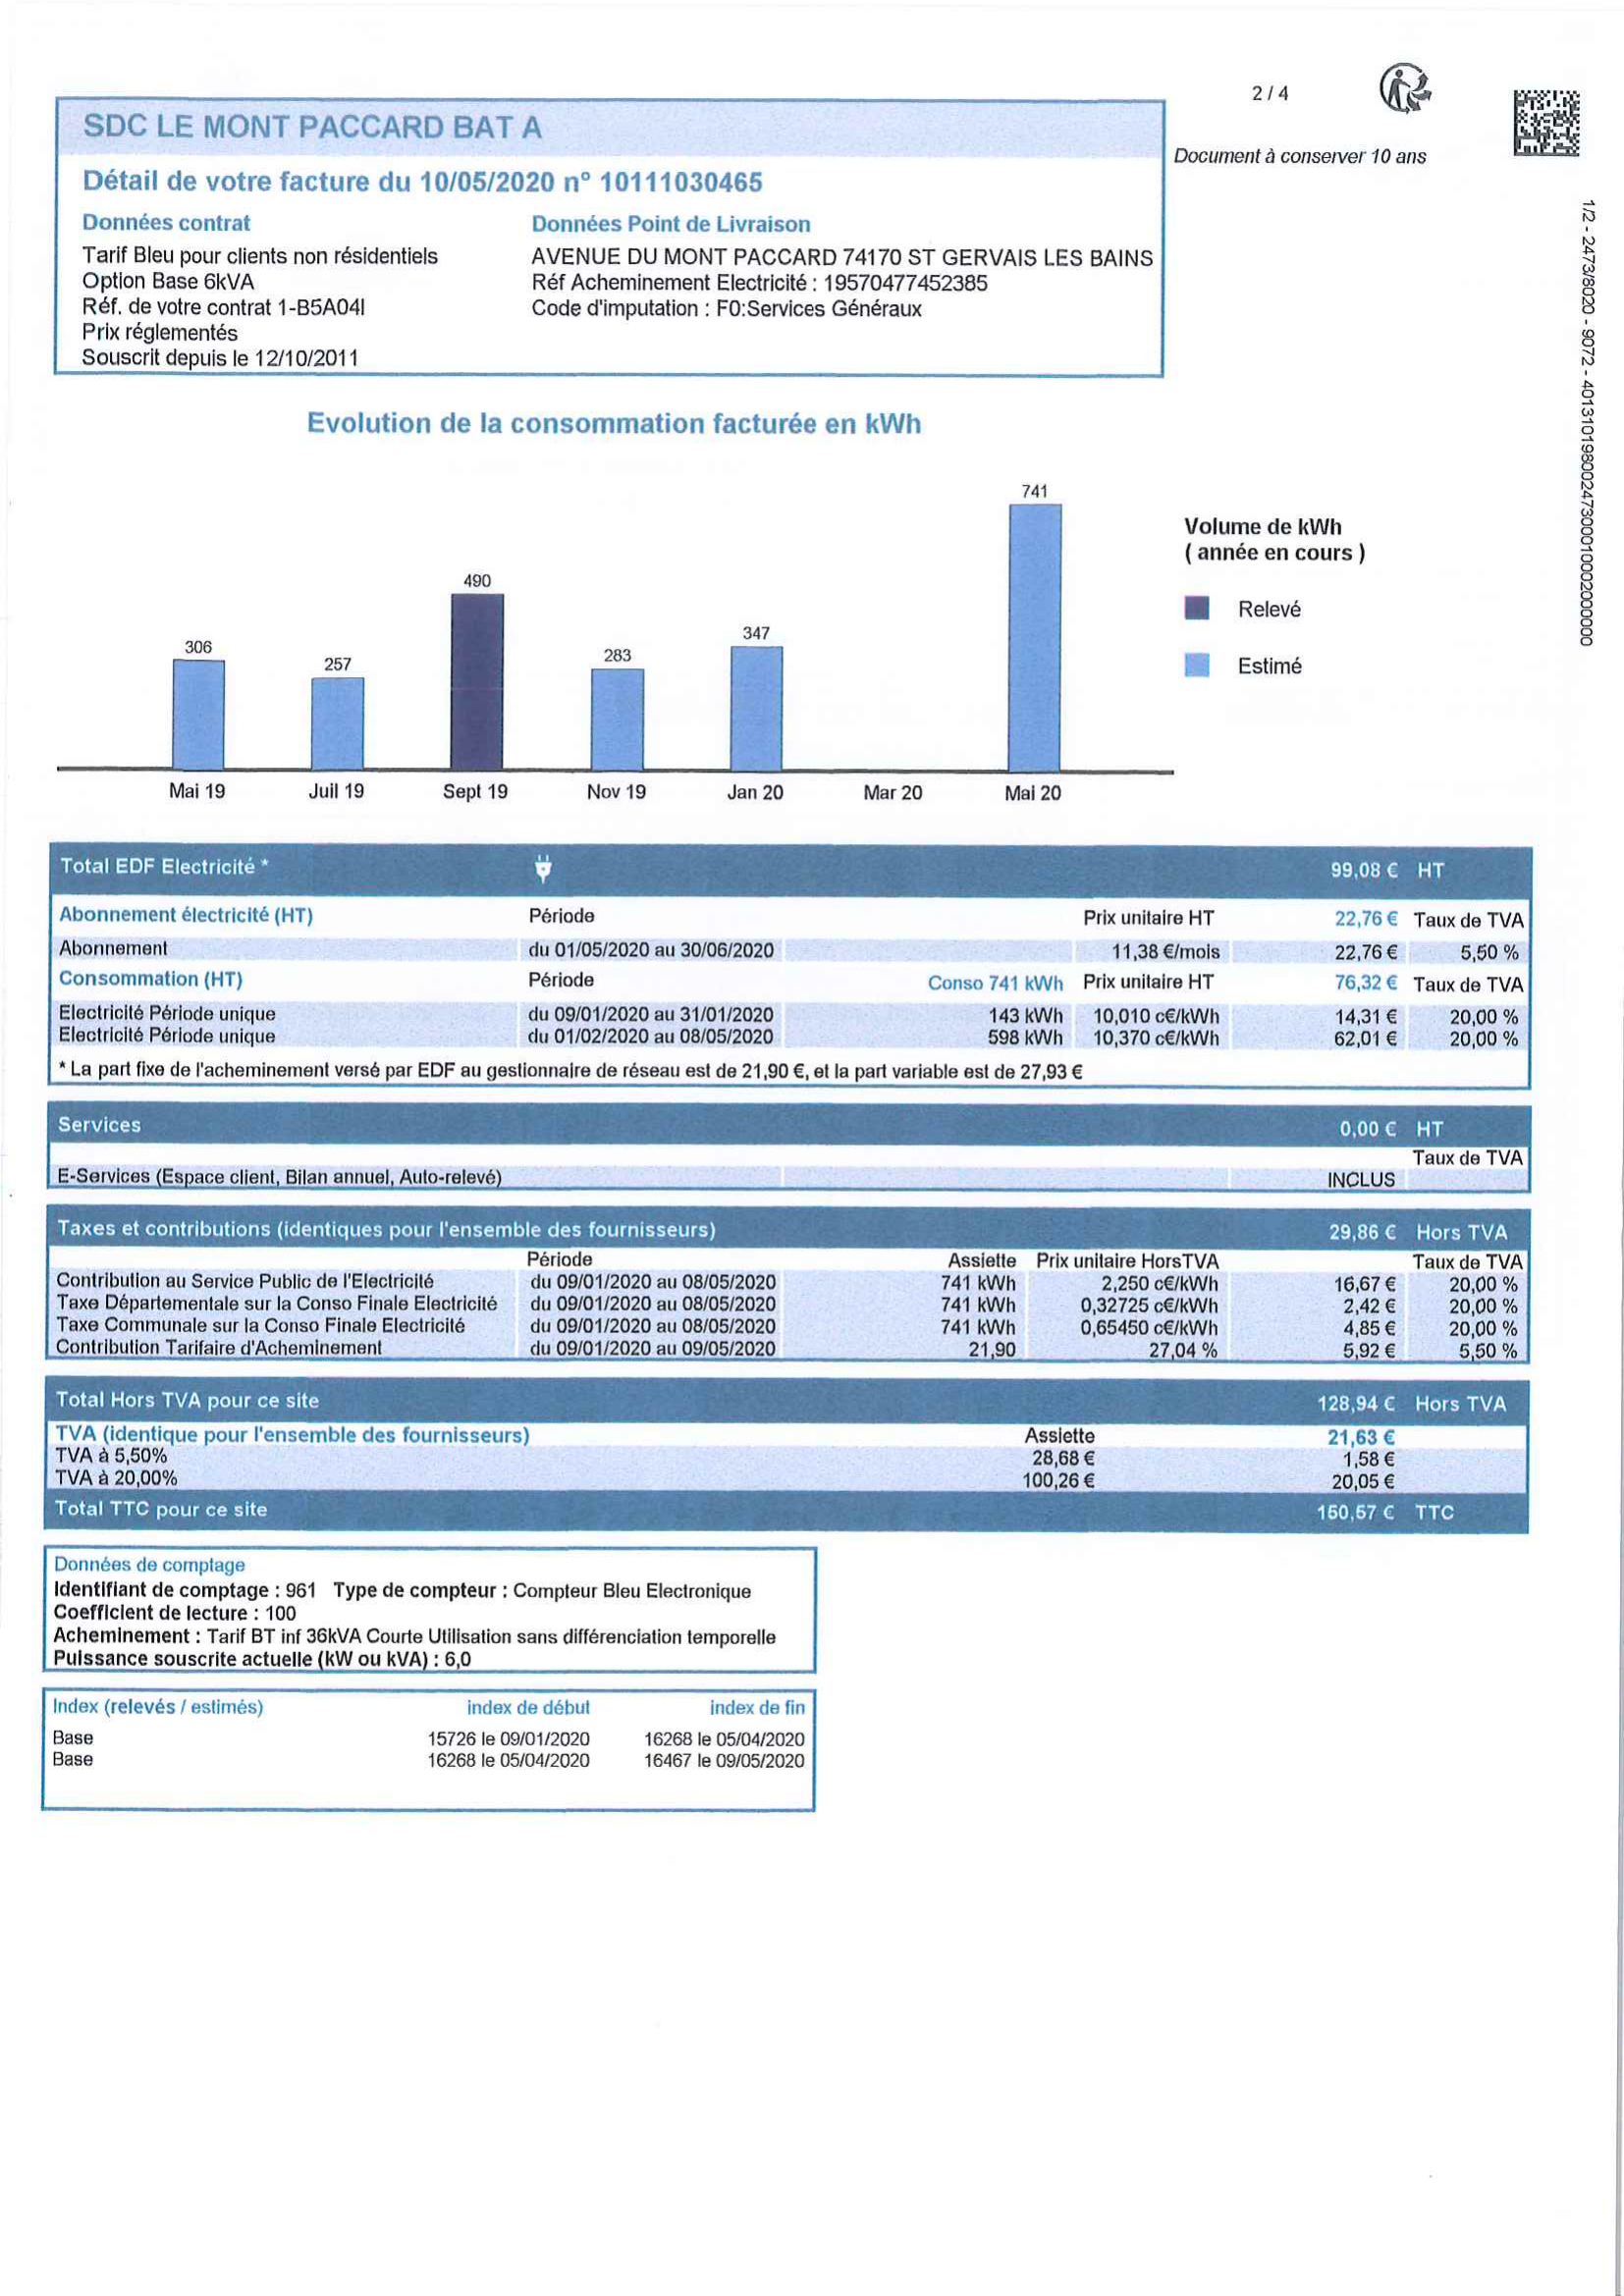 2 / 4
Document à conserver 10 ans
1/2 - 2473/8020 - 9072 - 40131019800247300010002000000
SDC LE MONT PACCARD BAT A
Détail de votre facture du 10/05/2020 n° 10111030465
Données contrat
Tarif Bleu pour clients non résidentiels
Option Base 6kVA
Réf. de votre contrat 1-B5A04I
Prix réglementés
Souscrit depuis le 12/10/2011
Données Point de Livraison
AVENUE DU MONT PACCARD 74170 ST GERVAIS LES BAINS
Réf Acheminement Electricité : 19570477452385
Code d'imputation : F0:Services Généraux
Evolution de la consommation facturée en kWh
306
257
490
283
347
741
Mai 19 Juil 19 Sept 19 Nov 19 Jan 20 Mar 20 Mai 20
Volume de kWh
( année en cours )
Relevé
Estimé
Total EDF Electricité * 99,08 € HT
Abonnement électricité (HT) Période Prix unitaire HT 22,76 € Taux de TVA
Abonnement du 01/05/2020 au 30/06/2020 11,38 €/mois 22,76 € 5,50 %
Consommation (HT) Période Conso 741 kWh Prix unitaire HT 76,32 € Taux de TVA
Electricité Période unique du 09/01/2020 au 31/01/2020 143 kWh 10,010 c€/kWh 14,31 € 20,00 %
Electricité Période unique du 01/02/2020 au 08/05/2020 598 kWh 10,370 c€/kWh 62,01 € 20,00 %
* La part fixe de l'acheminement versé par EDF au gestionnaire de réseau est de 21,90 €, et la part variable est de 27,93 €
Services 0,00 € HT
Taux de TVA
E-Services (Espace client, Bilan annuel, Auto-relevé) INCLUS
Taxes et contributions (identiques pour l'ensemble des fournisseurs) 29,86 € Hors TVA
Période Assiette Prix unitaire HorsTVA Taux de TVA
Contribution au Service Public de l'Electricité du 09/01/2020 au 08/05/2020 741 kWh 2,250 c€/kWh 16,67 € 20,00 %
Taxe Départementale sur la Conso Finale Electricité du 09/01/2020 au 08/05/2020 741 kWh 0,32725 c€/kWh 2,42 € 20,00 %
Taxe Communale sur la Conso Finale Electricité du 09/01/2020 au 08/05/2020 741 kWh 0,65450 c€/kWh 4,85 € 20,00 %
Contribution Tarifaire d'Acheminement du 09/01/2020 au 09/05/2020 21,90 27,04 % 5,92 € 5,50 %
Total Hors TVA pour ce site 128,94 € Hors TVA
TVA (identique pour l'ensemble des fournisseurs) Assiette 21,63 €
TVA à 5,50% 28,68 € 1,58 €
TVA à 20,00% 100,26 € 20,05 €
Total TTC pour ce site 150,57 € TTC
Données de comptage
Identifiant de comptage : 961 Type de compteur : Compteur Bleu Electronique
Coefficient de lecture : 100
Acheminement : Tarif BT inf 36kVA Courte Utilisation sans différenciation temporelle
Puissance souscrite actuelle (kW ou kVA) : 6,0
Index (relevés / estimés) index de début index de fin
Base 15726 le 09/01/2020 16268 le 05/04/2020
Base 16268 le 05/04/2020 16467 le 09/05/2020